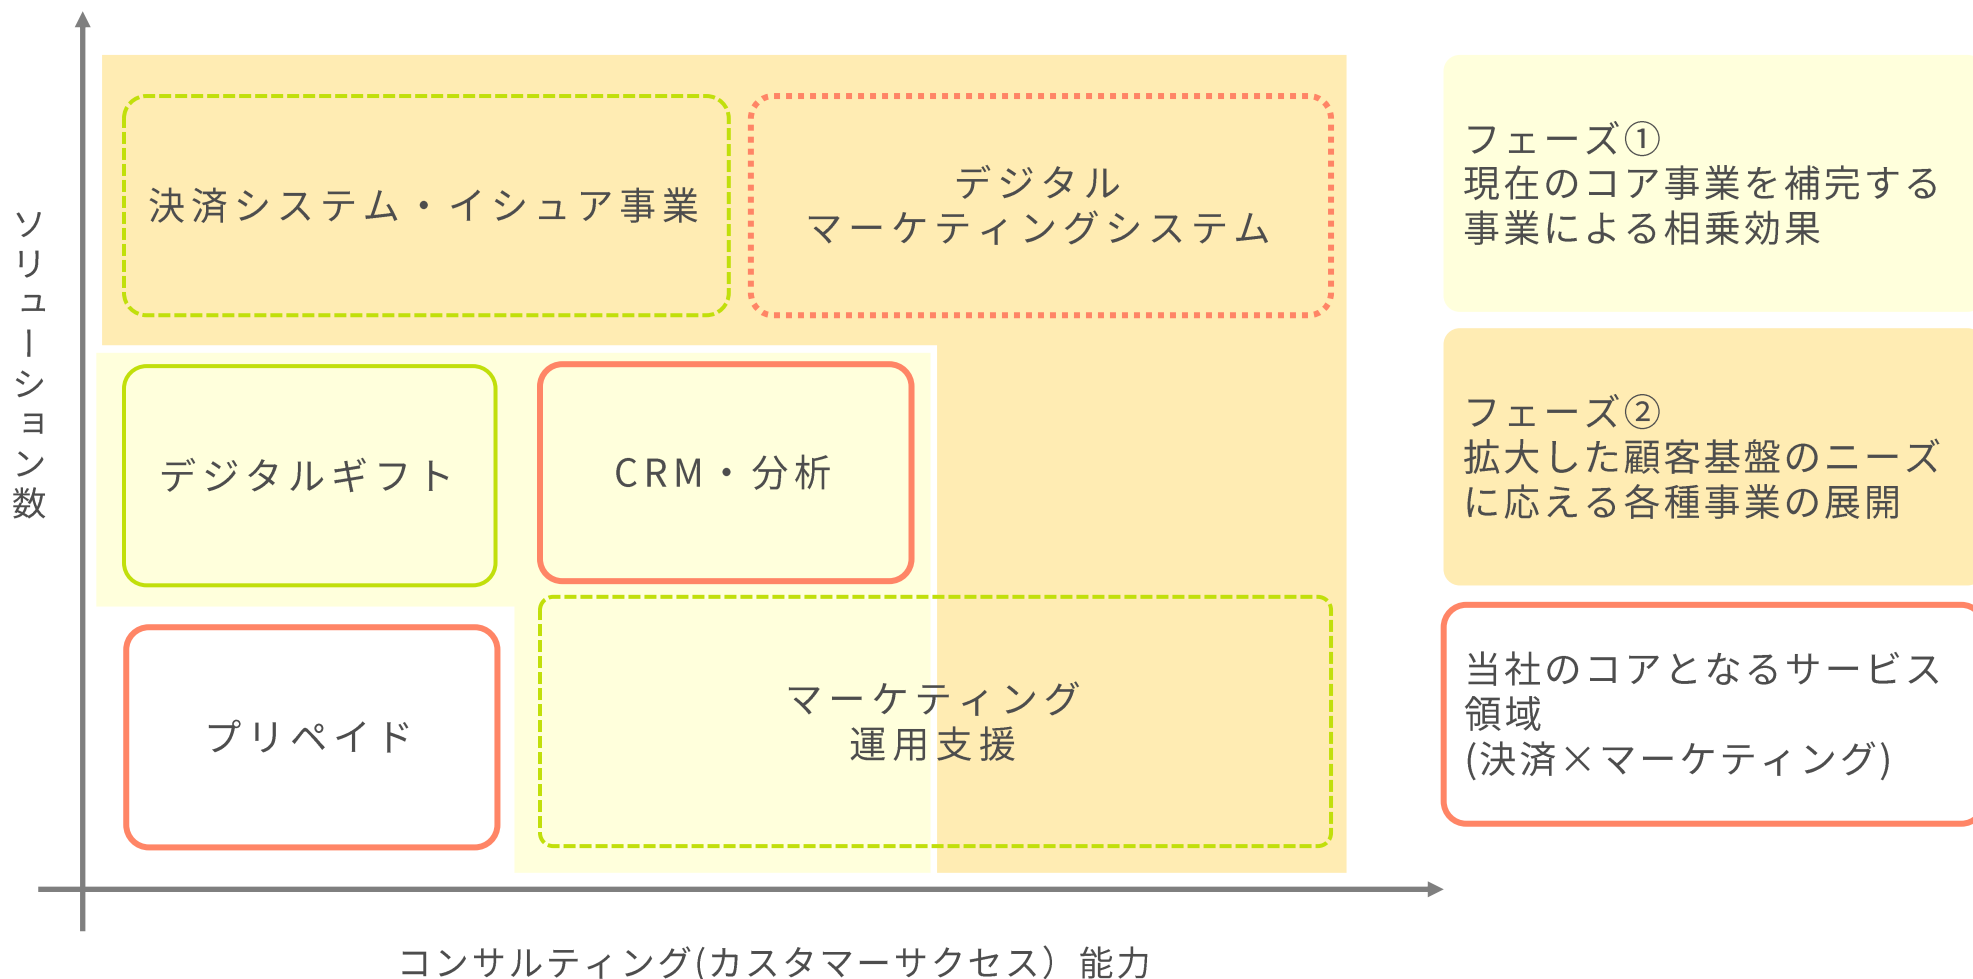 ソリューション数
決済システム・イシュア事業
デジタル
マーケティングシステム
デジタルギフト
CRM・分析
プリペイド
マーケティング
運用支援
コンサルティング(カスタマーサクセス）能力
フェーズ①
現在のコア事業を補完する
事業による相乗効果
フェーズ②
拡大した顧客基盤のニーズ
に応える各種事業の展開
当社のコアとなるサービス
領域
(決済×マーケティング)